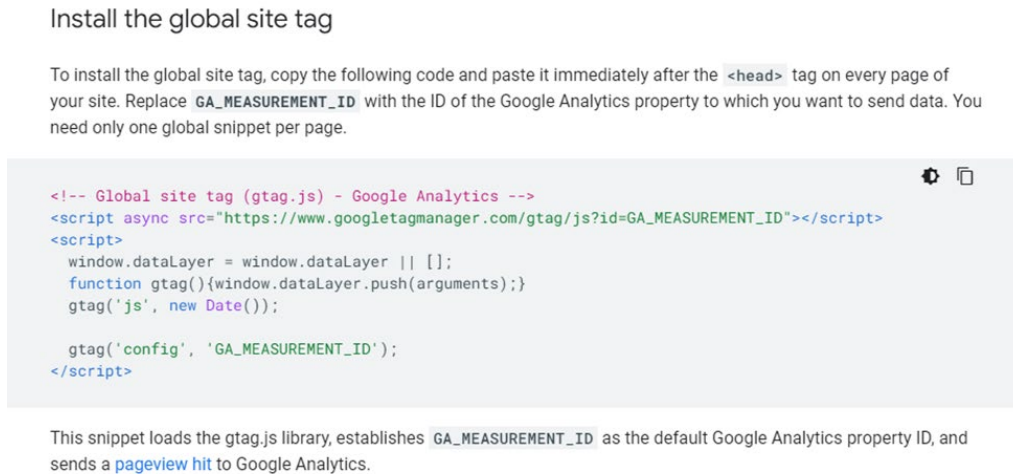 Install the global site tag
To install the global site tag, copy the following code and paste it immediately after the <head> tag on every page of
your site. Replace GA_MEASUREMENT_ID with the ID of the Google Analytics property to which you want to send data. You
need only one global snippet per page.
<!-- Global site tag (gtag.js) - Google Analytics -->
<script async src="https://www.googletagmanager.com/gtag/js?id=GA_MEASUREMENT_ID"></script>
<script>
  window.dataLayer = window.dataLayer || [];
  function gtag(){window.dataLayer.push(arguments);}
  gtag('js', new Date());

  gtag('config', 'GA_MEASUREMENT_ID');
</script>
This snippet loads the gtag.js library, establishes GA_MEASUREMENT_ID as the default Google Analytics property ID, and
sends a pageview hit to Google Analytics.